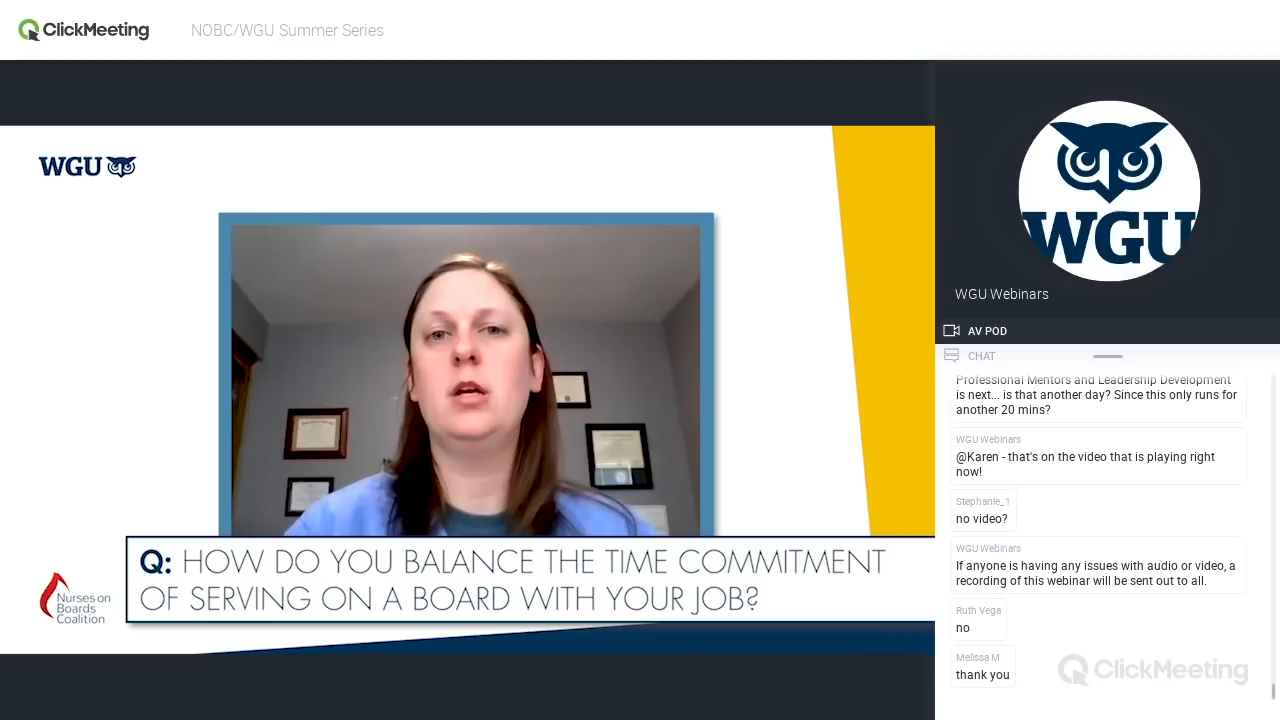 ClickMeeting
NOBC/WGU Summer Series
WGU
Q: HOW DO YOU BALANCE THE TIME COMMITMENT
OF SERVING ON A BOARD WITH YOUR JOB?
Nurses on
Boards
Coalition
WGU
WGU Webinars
AV POD
CHAT
Professional Mentors and Leadership Development
is next... is that another day? Since this only runs for
another 20 mins?
WGU Webinars
@Karen - that's on the video that is playing right
now!
Stephanie_1
no video?
WGU Webinars
If anyone is having any issues with audio or video, a
recording of this webinar will be sent out to all.
Ruth Vega
no
Melissa M
thank you
ClickMeeting